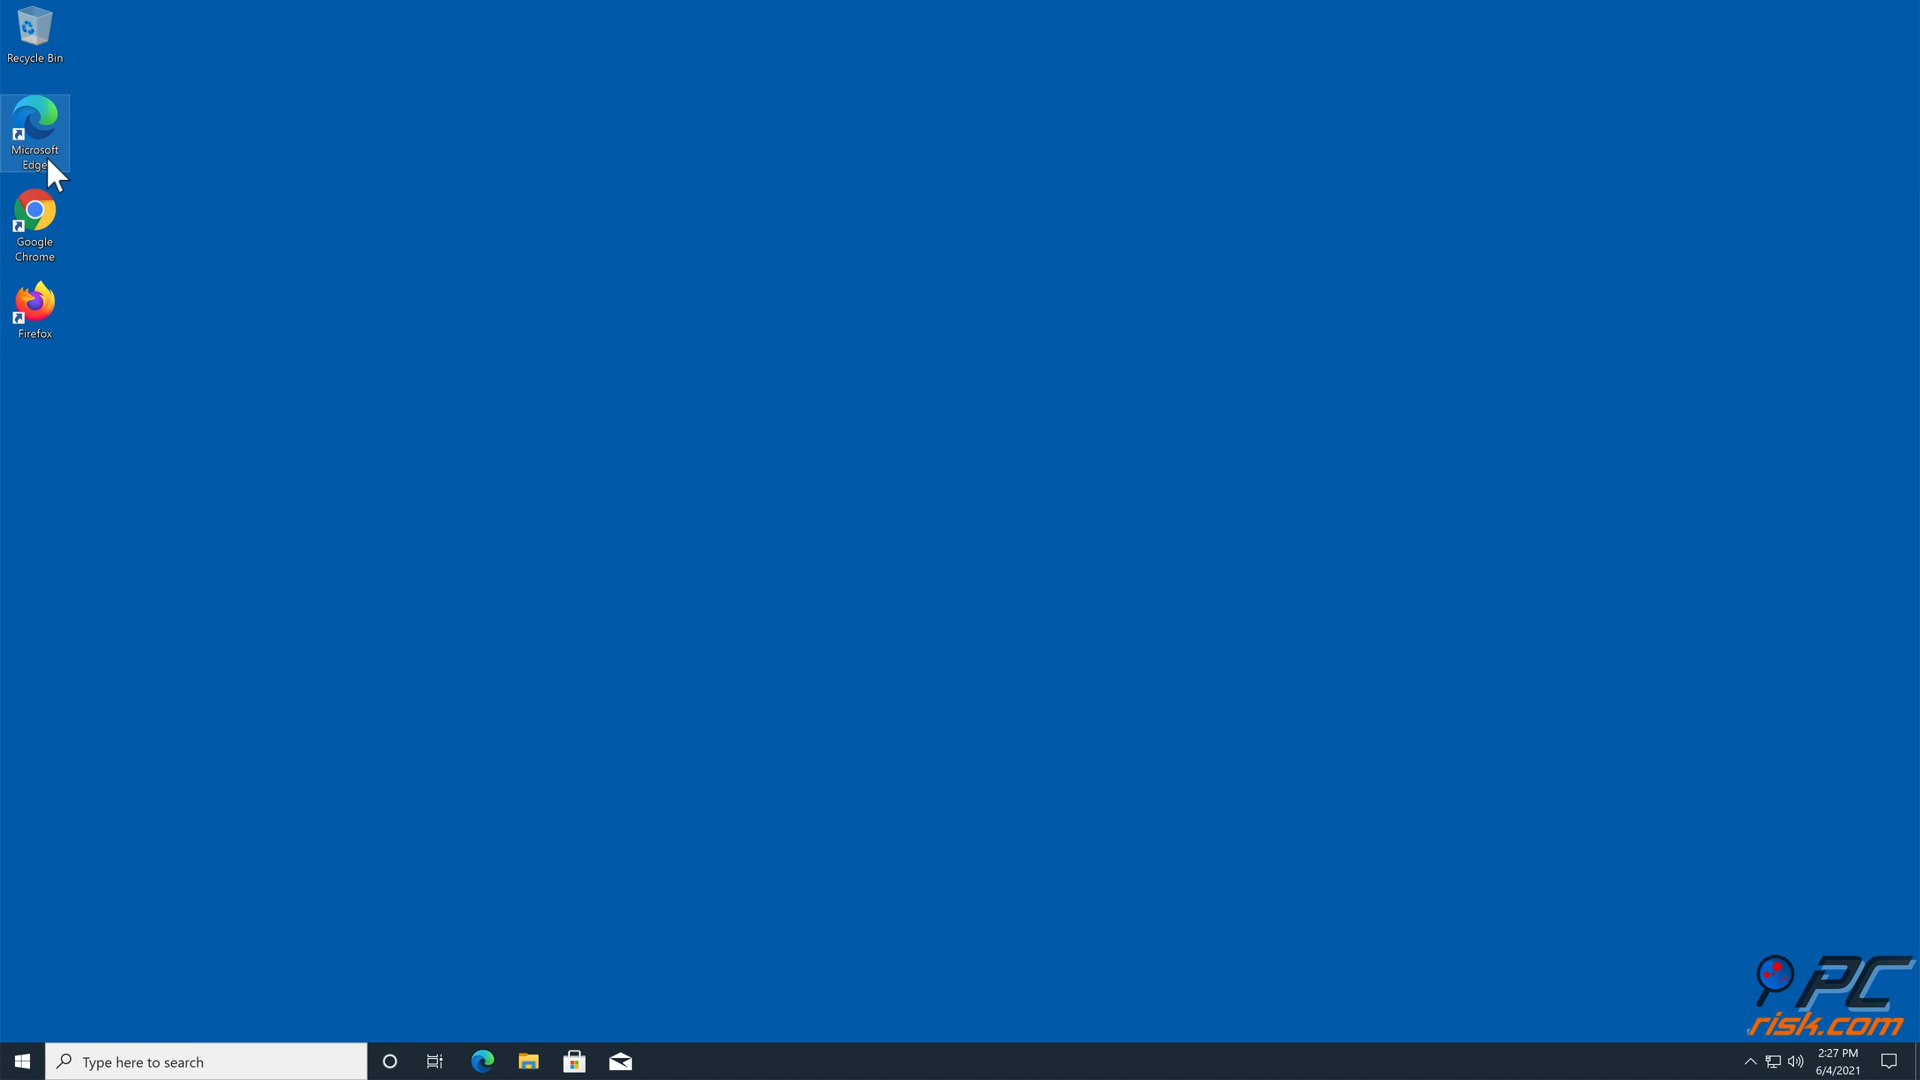 Recycle Bin
Microsoft
Edge
Google
Chrome
Firefox
PC
risk.com
Type here to search
2:27 PM
6/4/2021